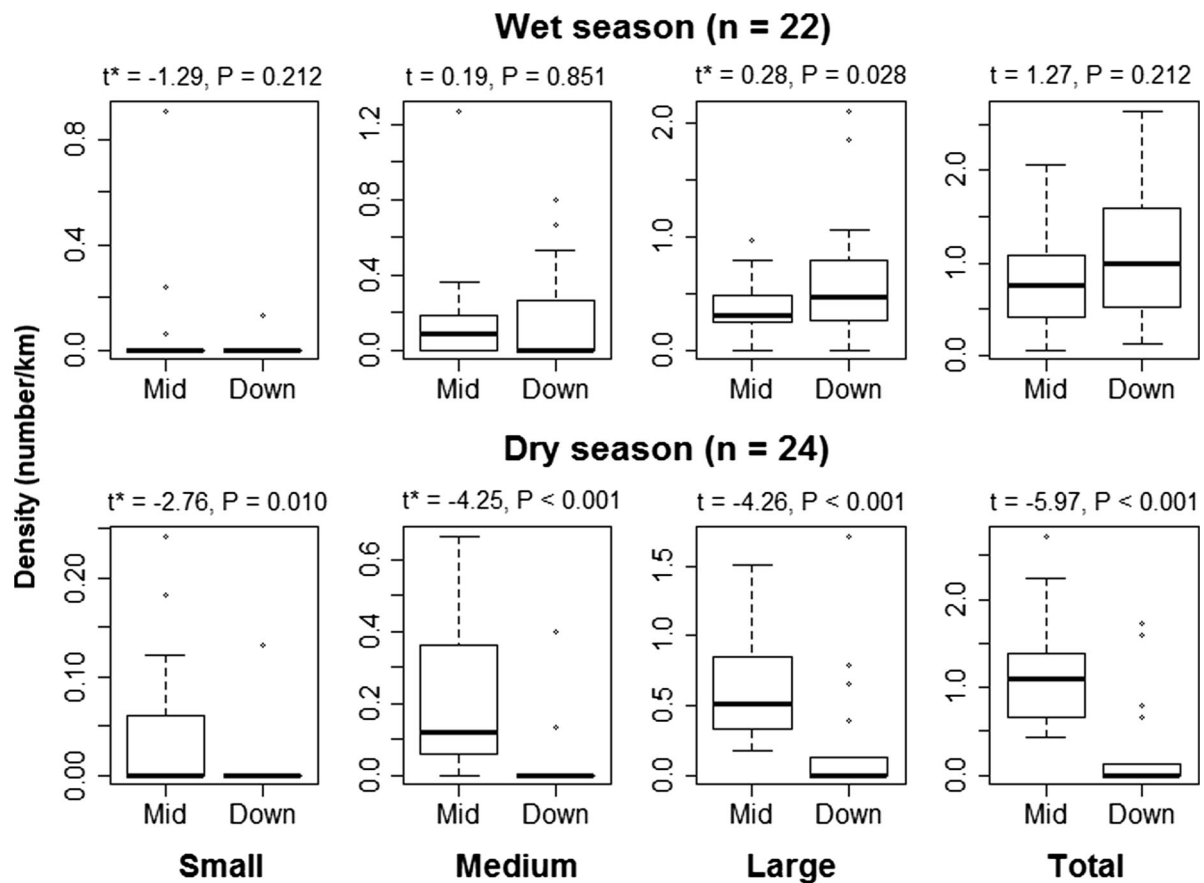 Wet season (n = 22)
t* = -1.29, P = 0.212
t = 0.19, P = 0.851
t* = 0.28, P = 0.028
t = 1.27, P = 0.212
0.8
0.4
0.0
1.2
0.8
0.4
0.0
2.0
1.0
0.0
2.0
1.0
0.0
Mid Down
Mid Down
Mid Down
Mid Down
Density (number/km)
Dry season (n = 24)
t* = -2.76, P = 0.010
t* = -4.25, P < 0.001
t = -4.26, P < 0.001
t = -5.97, P < 0.001
0.20
0.10
0.00
0.6
0.4
0.2
0.0
1.5
1.0
0.5
0.0
2.0
1.0
0.0
Mid Down
Mid Down
Mid Down
Mid Down
Small
Medium
Large
Total